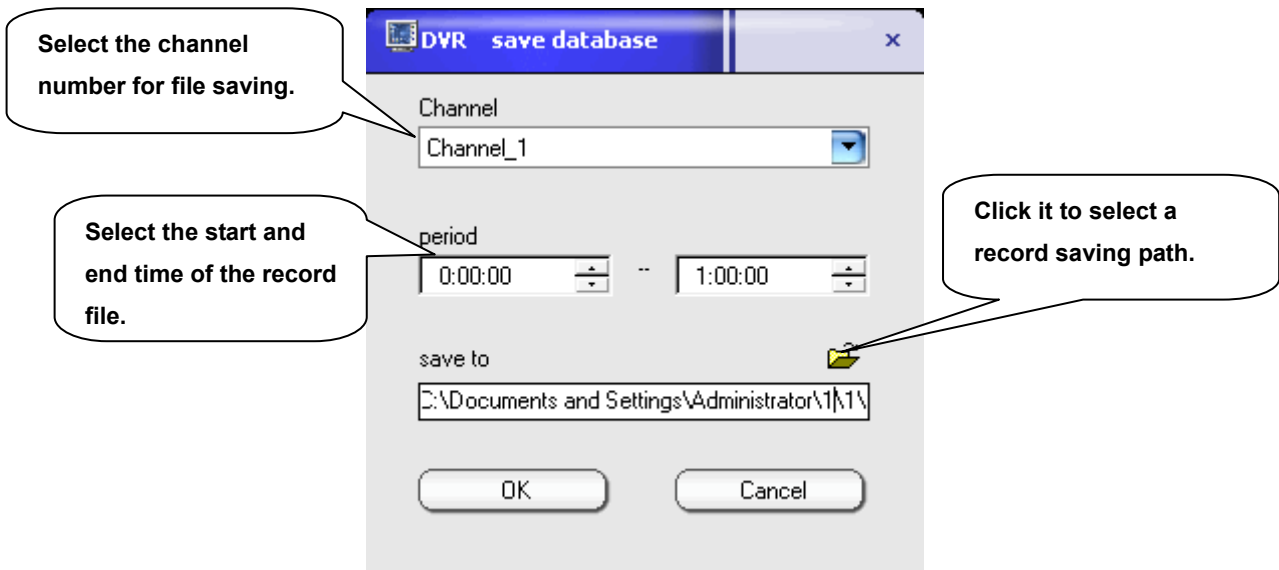 Select the channel
number for file saving.
DVR save database
Channel
Channel_1
Select the start and
end time of the record
file.
period
0:00:00 -- 1:00:00
Click it to select a
record saving path.
save to
C:\Documents and Settings\Administrator\1\1\
OK Cancel